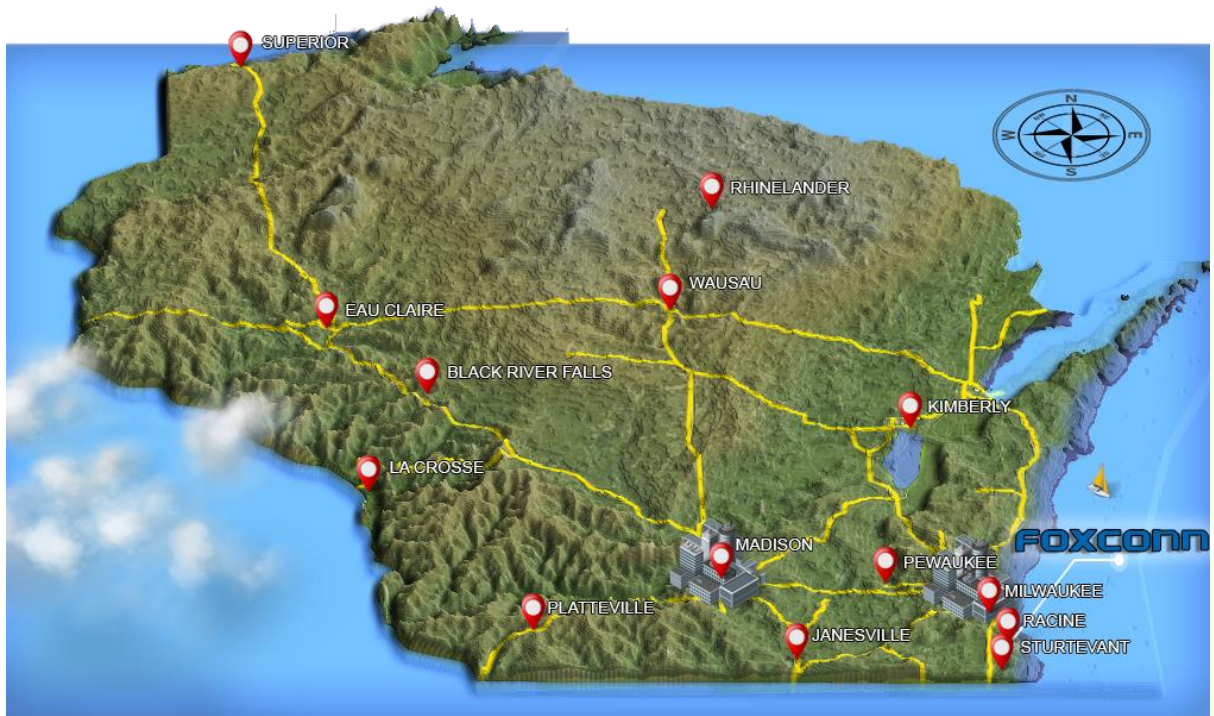 SUPERIOR
N
W
E
S
RHINELANDER
WAUSAU
EAU CLAIRE
BLACK RIVER FALLS
KIMBERLY
LA CROSSE
FOXCONN
MADISON
PEWAUKEE
MILWAUKEE
PLATTEVILLE
RACINE
JANESVILLE
STURTEVANT